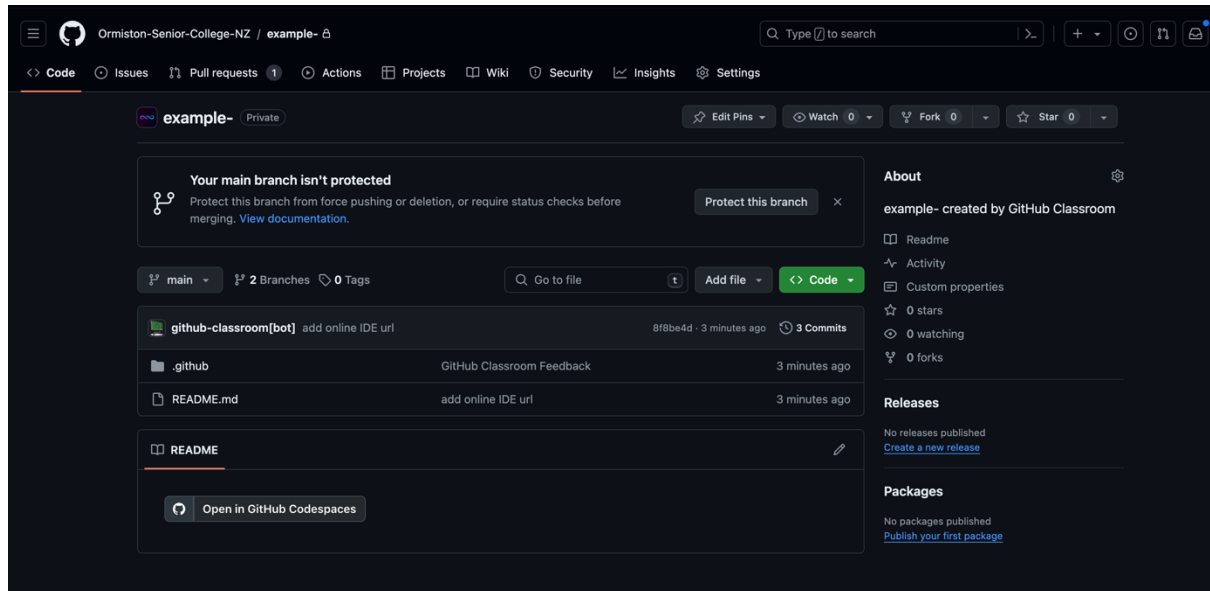 Ormiston-Senior-College-NZ / example-
Type / to search
Code Issues Pull requests 1 Actions Projects Wiki Security Insights Settings
example- Private
Edit Pins Watch 0 Fork 0 Star 0
Your main branch isn't protected
Protect this branch from force pushing or deletion, or require status checks before
merging. View documentation.
Protect this branch
main 2 Branches 0 Tags
Go to file t
Add file
<> Code
github-classroom[bot] add online IDE url 8f8be4d · 3 minutes ago 3 Commits
.github GitHub Classroom Feedback 3 minutes ago
README.md add online IDE url 3 minutes ago
README
Open in GitHub Codespaces
About
example- created by GitHub Classroom
Readme
Activity
Custom properties
0 stars
0 watching
0 forks
Releases
No releases published
Create a new release
Packages
No packages published
Publish your first package